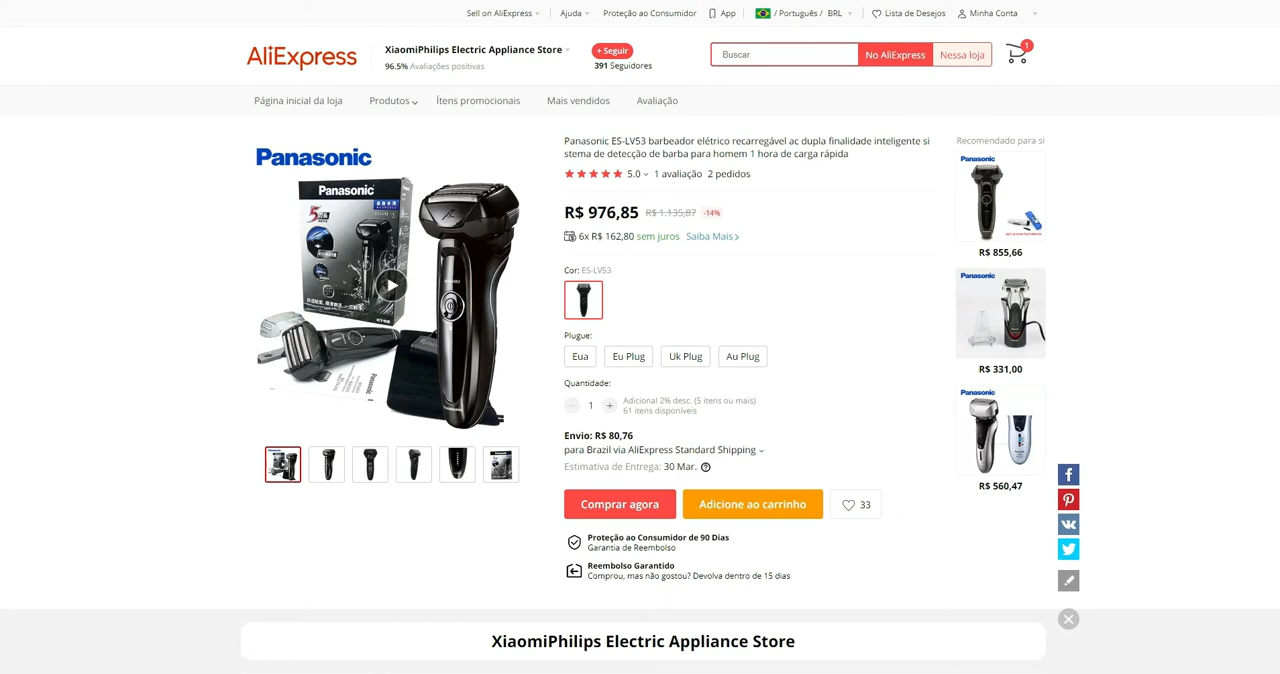 Sell on AliExpress
Ajuda
Proteção ao Consumidor
App
/ Português / BRL
Lista de Desejos
Minha Conta
AliExpress
XiaomiPhilips Electric Appliance Store
96.5% Avaliações positivas
+ Seguir
391 Seguidores
Buscar
No AliExpress
Nessa loja
1
Página inicial da loja
Produtos
Ítens promocionais
Mais vendidos
Avaliação
Panasonic
Panasonic
Panasonic
Panasonic
Panasonic ES-LV53 barbeador elétrico recarregável ac dupla finalidade inteligente si
stema de detecção de barba para homem 1 hora de carga rápida
5.0 1 avaliação 2 pedidos
R$ 976,85 R$ 1.135,87 -14%
6x R$ 162,80 sem juros Saiba Mais
Cor: ES-LV53
Plugue:
Eua
Eu Plug
Uk Plug
Au Plug
Quantidade:
1
Adicional 2% desc. (5 itens ou mais)
61 itens disponíveis
Envio: R$ 80,76
para Brazil via AliExpress Standard Shipping
Estimativa de Entrega: 30 Mar.
Comprar agora
Adicione ao carrinho
33
Proteção ao Consumidor de 90 Dias
Garantia de Reembolso
Reembolso Garantido
Comprou, mas não gostou? Devolva dentro de 15 dias
Recomendado para si
Panasonic
R$ 855,66
Panasonic
R$ 331,00
Panasonic
R$ 560,47
XiaomiPhilips Electric Appliance Store